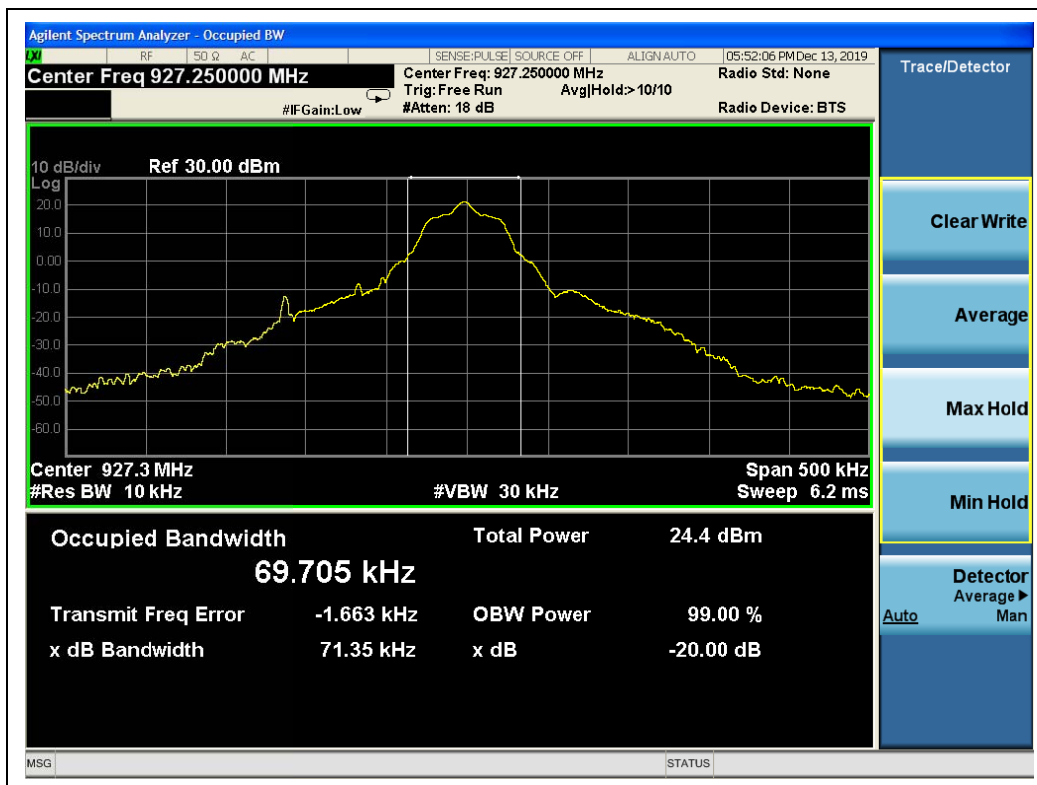 Agilent Spectrum Analyzer - Occupied BW
LXI RF 50 Ω AC SENSE:PULSE SOURCE OFF ALIGN AUTO 05:52:06 PM Dec 13, 2019
Center Freq 927.250000 MHz
Center Freq: 927.250000 MHz
Radio Std: None
Trig: Free Run Avg|Hold:>10/10
#IFGain:Low
#Atten: 18 dB
Radio Device: BTS
Trace/Detector
10 dB/div Ref 30.00 dBm
Log
20.0
10.0
0.00
-10.0
-20.0
-30.0
-40.0
-50.0
-60.0
Center 927.3 MHz
Span 500 kHz
#Res BW 10 kHz
#VBW 30 kHz
Sweep 6.2 ms
Occupied Bandwidth
69.705 kHz
Total Power 24.4 dBm
Transmit Freq Error -1.663 kHz
OBW Power 99.00 %
x dB Bandwidth 71.35 kHz
x dB -20.00 dB
Clear Write
Average
Max Hold
Min Hold
Detector
Average▶
Auto Man
MSG
STATUS